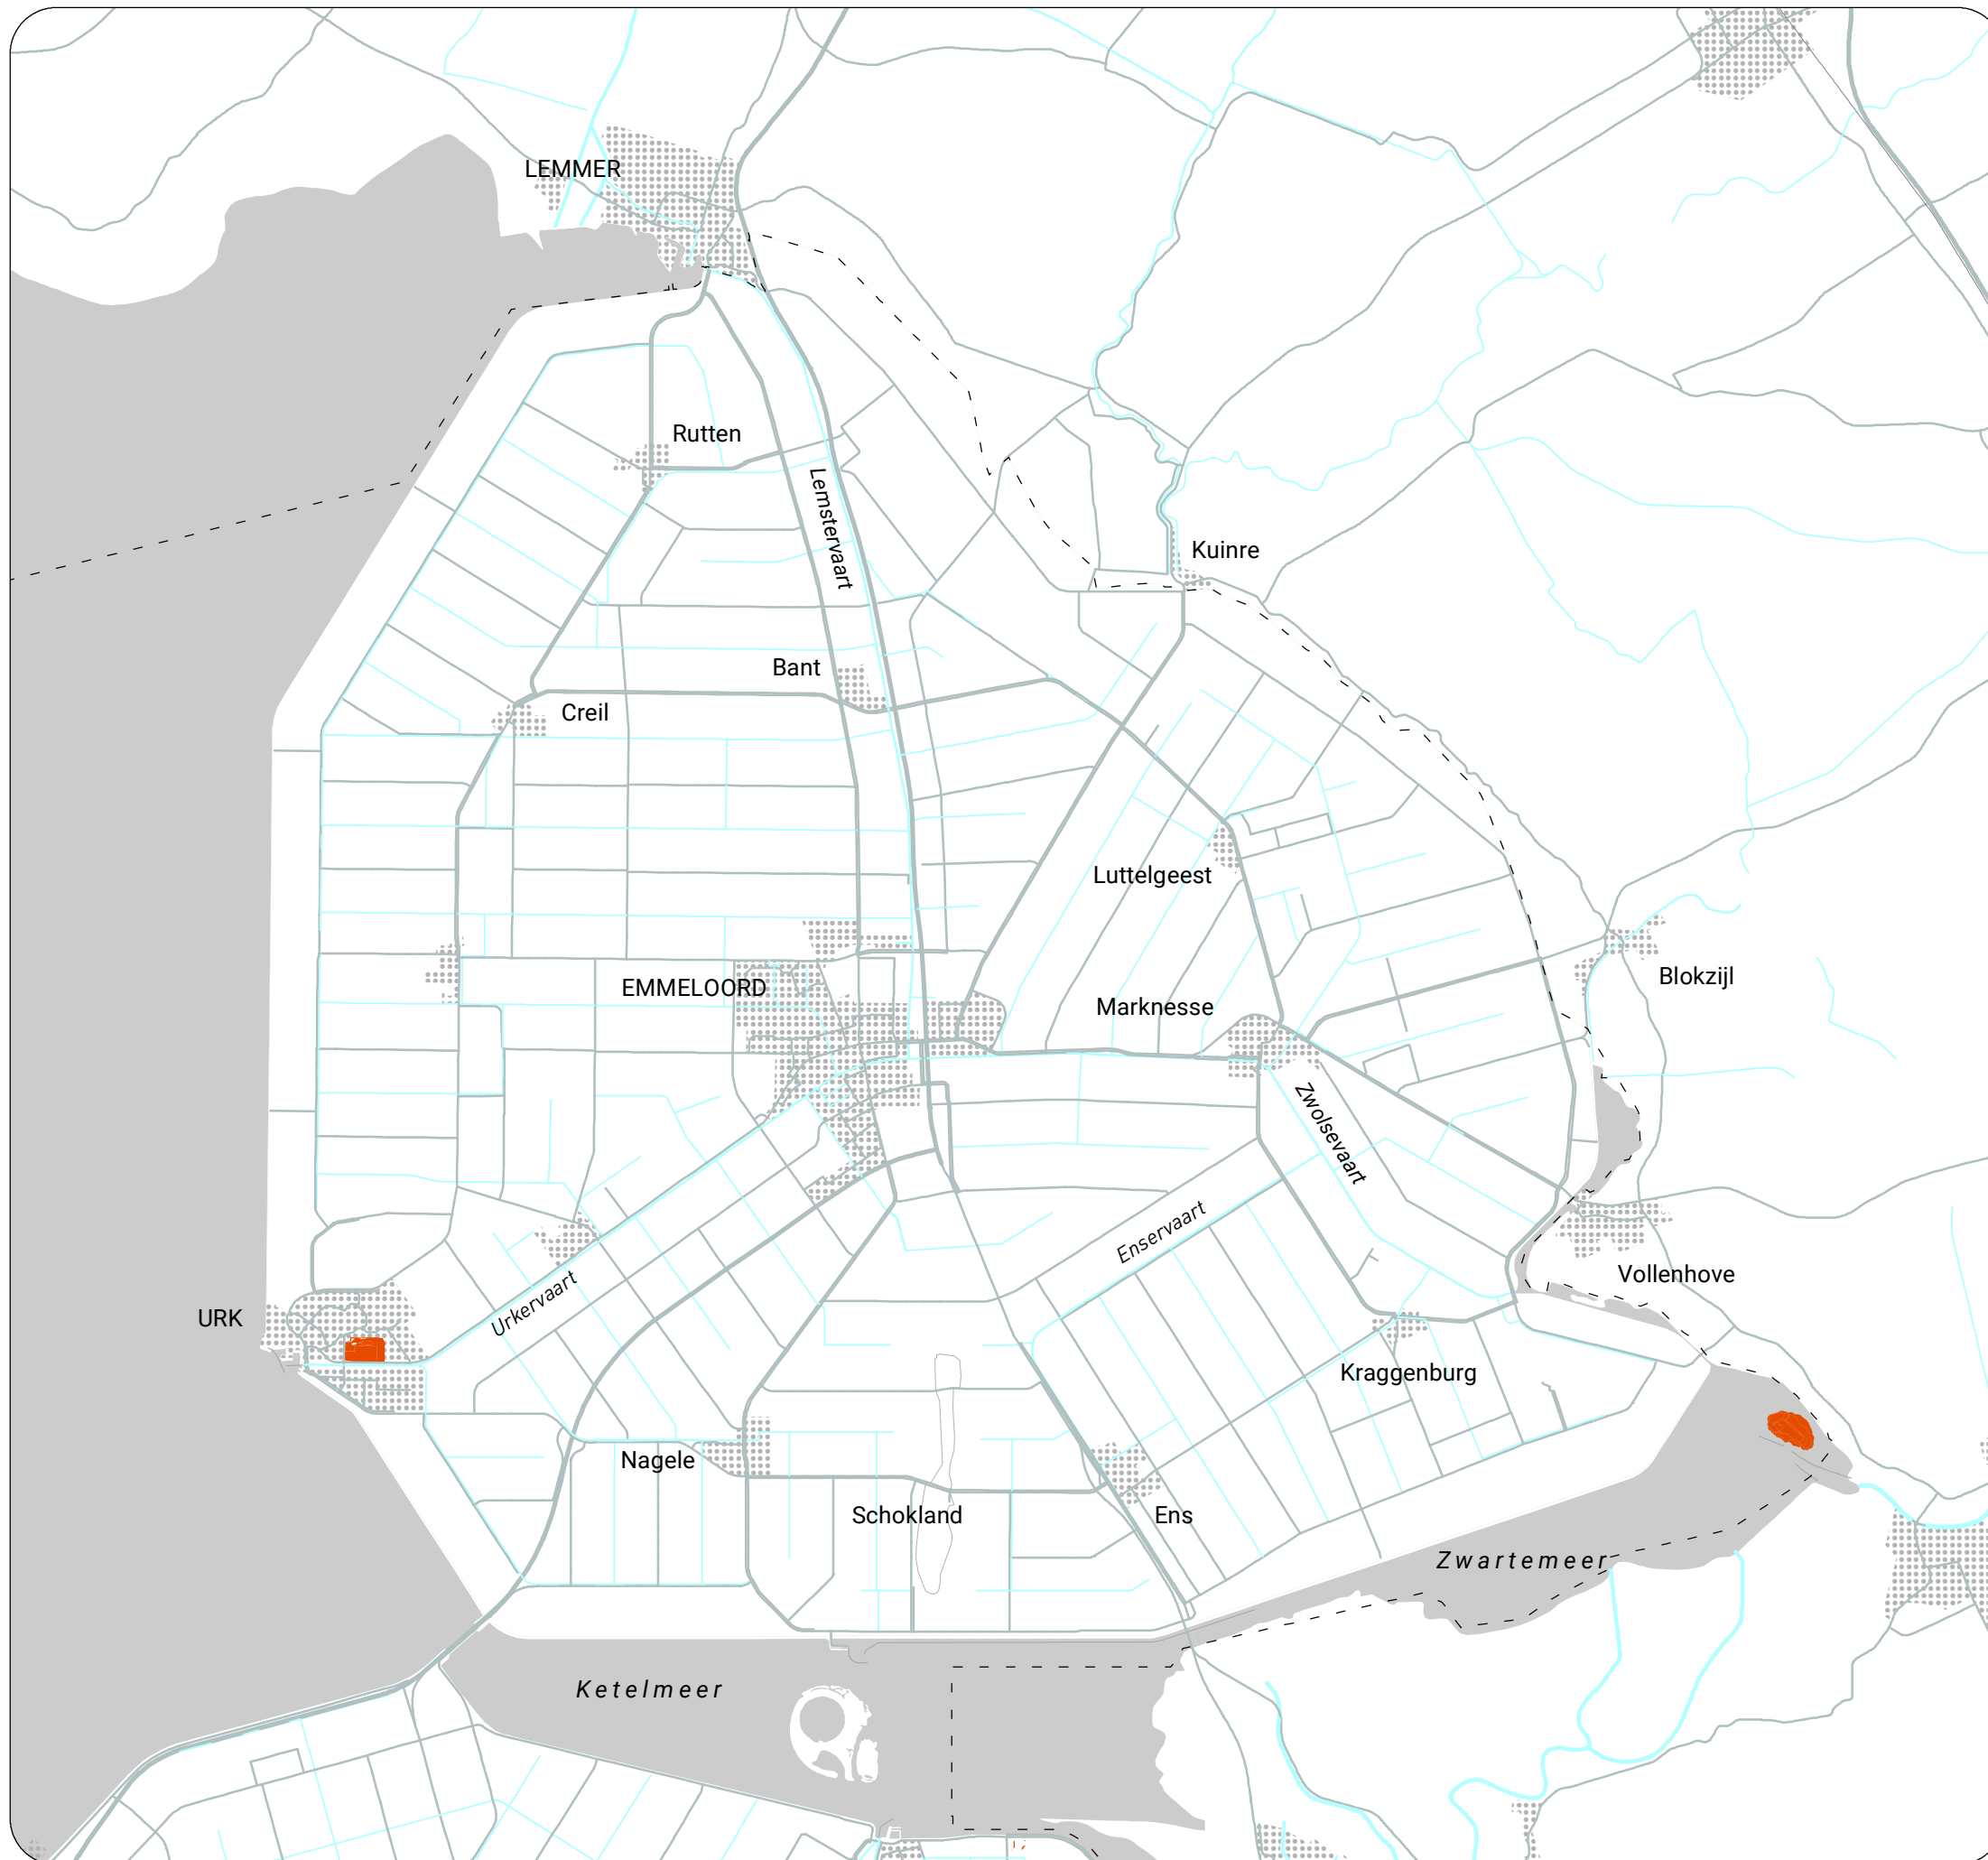 LEMMER
Rutten
Lemstervaart
Kuinre
Bant
Creil
Luttelgeest
EMMELOORD
Marknesse
Blokzijl
Zwolsevaart
Enservaart
Vollenhove
URK
Urkervaart
Kraggenburg
Nagele
Schokland
Ens
Zwartemeer
Ketelmeer